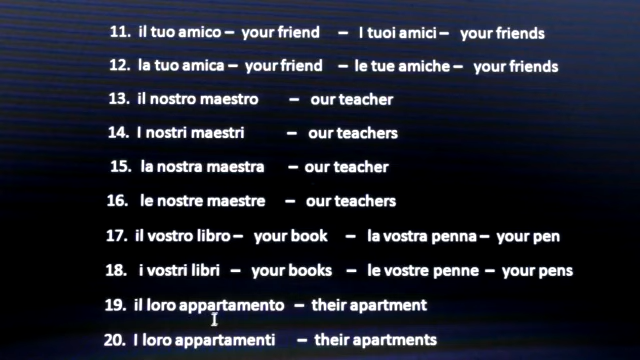 11. il tuo amico – your friend – I tuoi amici – your friends
12. la tua amica – your friend – le tue amiche – your friends
13. il nostro maestro – our teacher
14. I nostri maestri – our teachers
15. la nostra maestra – our teacher
16. le nostre maestre – our teachers
17. il vostro libro – your book – la vostra penna – your pen
18. i vostri libri – your books – le vostre penne – your pens
19. il loro appartamento – their apartment
20. I loro appartamenti – their apartments